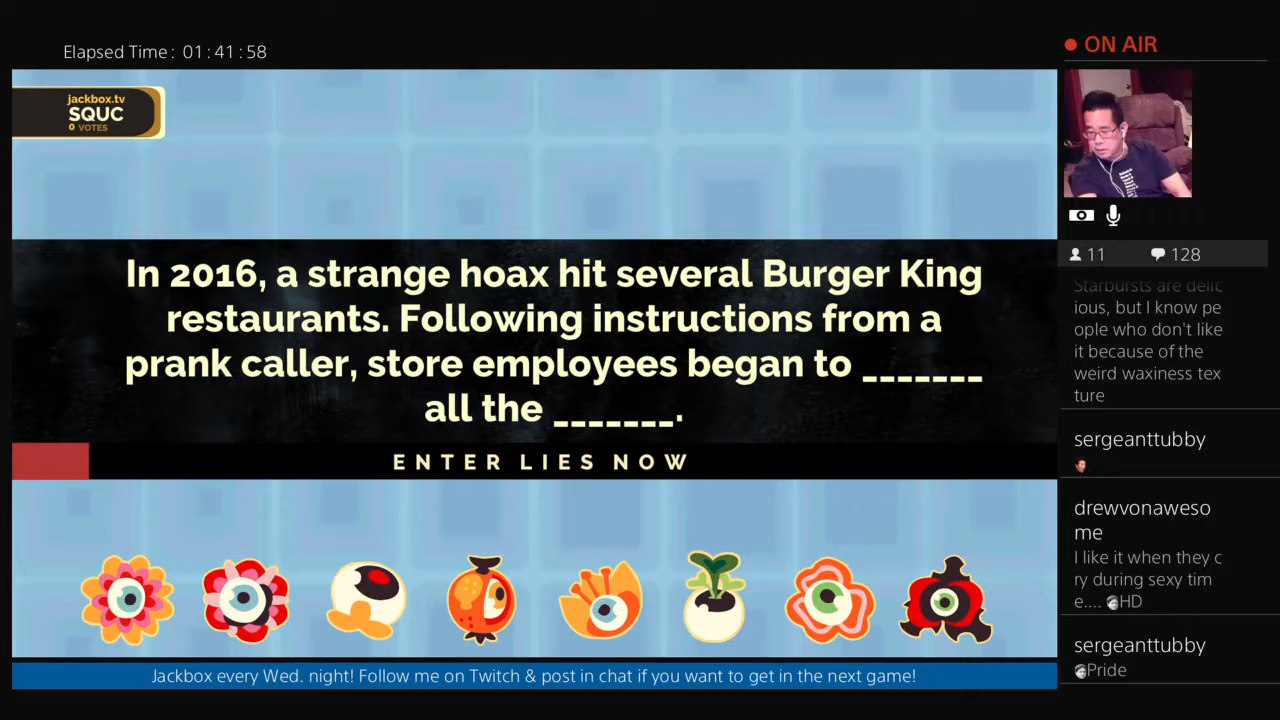 Elapsed Time: 01:41:58
ON AIR
jackbox.tv
SQUC
0 VOTES
11 128
In 2016, a strange hoax hit several Burger King
restaurants. Following instructions from a
prank caller, store employees began to _______
all the _______.
ENTER LIES NOW
Starbursts are delic
ious, but I know pe
ople who don't like
it because of the
weird waxiness tex
ture
sergeanttubby
drewvonaweso
me
I like it when they c
ry during sexy tim
e.... HD
sergeanttubby
Pride
Jackbox every Wed. night! Follow me on Twitch & post in chat if you want to get in the next game!